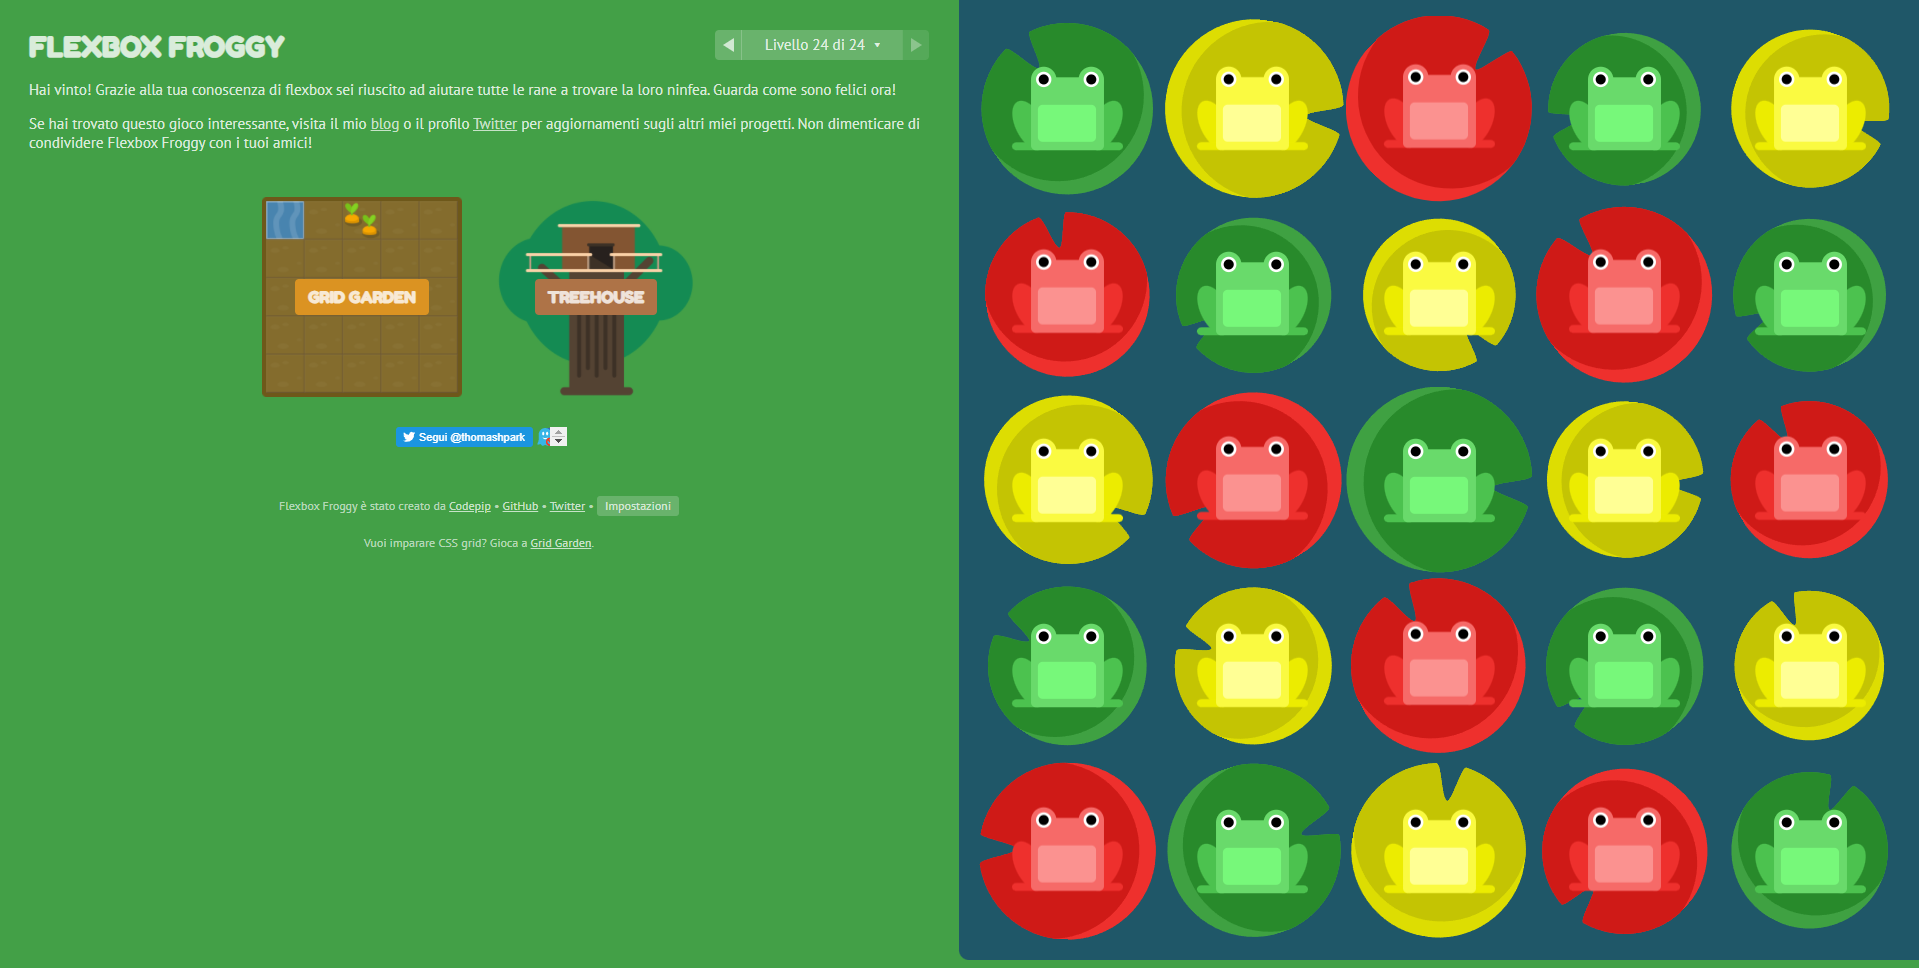 FLEXBOX FROGGY
Livello 24 di 24
Hai vinto! Grazie alla tua conoscenza di flexbox sei riuscito ad aiutare tutte le rane a trovare la loro ninfea. Guarda come sono felici ora!
Se hai trovato questo gioco interessante, visita il mio blog o il profilo Twitter per aggiornamenti sugli altri miei progetti. Non dimenticare di
condividere Flexbox Froggy con i tuoi amici!
GRID GARDEN
TREEHOUSE
Segui @thomashpark
Flexbox Froggy è stato creato da Codepip • GitHub • Twitter • Impostazioni
Vuoi imparare CSS grid? Gioca a Grid Garden.